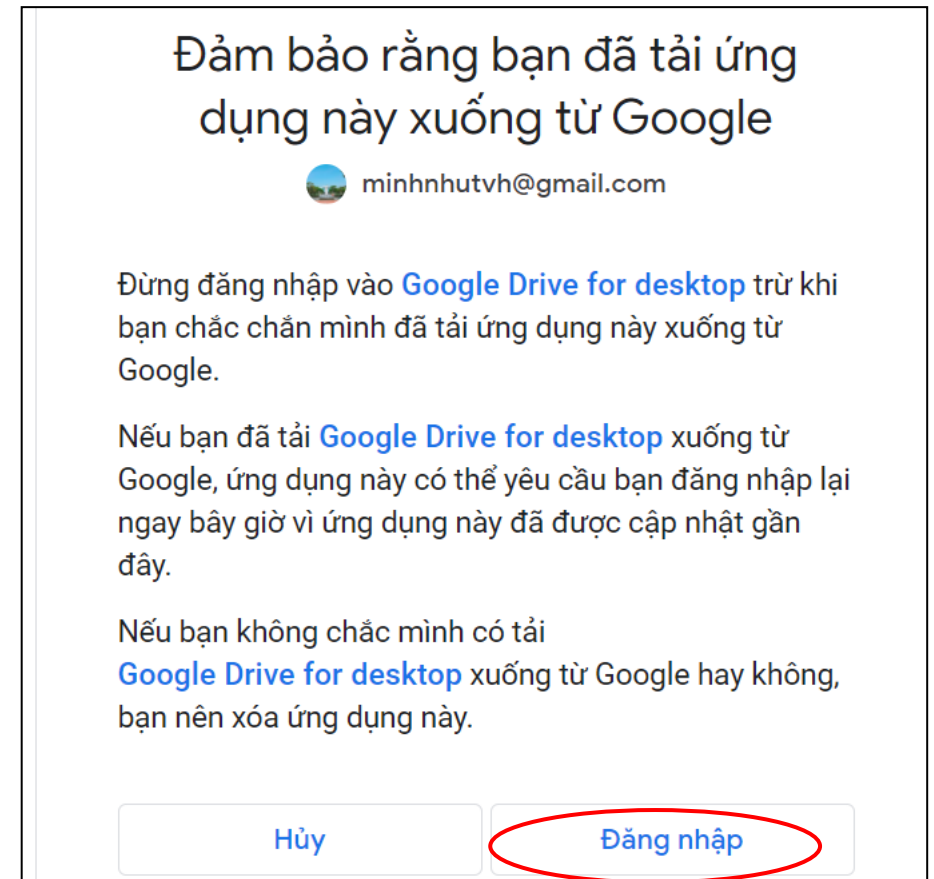 Đảm bảo rằng bạn đã tải ứng
dụng này xuống từ Google
minhnhutvh@gmail.com
Đừng đăng nhập vào Google Drive for desktop trừ khi
bạn chắc chắn mình đã tải ứng dụng này xuống từ
Google.
Nếu bạn đã tải Google Drive for desktop xuống từ
Google, ứng dụng này có thể yêu cầu bạn đăng nhập lại
ngay bây giờ vì ứng dụng này đã được cập nhật gần
đây.
Nếu bạn không chắc mình có tải
Google Drive for desktop xuống từ Google hay không,
bạn nên xóa ứng dụng này.
Hủy
Đăng nhập